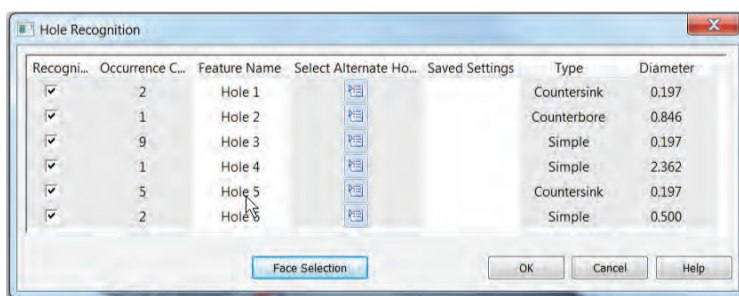 Hole Recognition
Recogni... Occurrence C... Feature Name Select Alternate Ho... Saved Settings Type Diameter
2 Hole 1 Countersink 0.197
1 Hole 2 Counterbore 0.846
9 Hole 3 Simple 0.197
1 Hole 4 Simple 2.362
5 Hole 5 Countersink 0.197
2 Hole 6 Simple 0.500
Face Selection OK Cancel Help